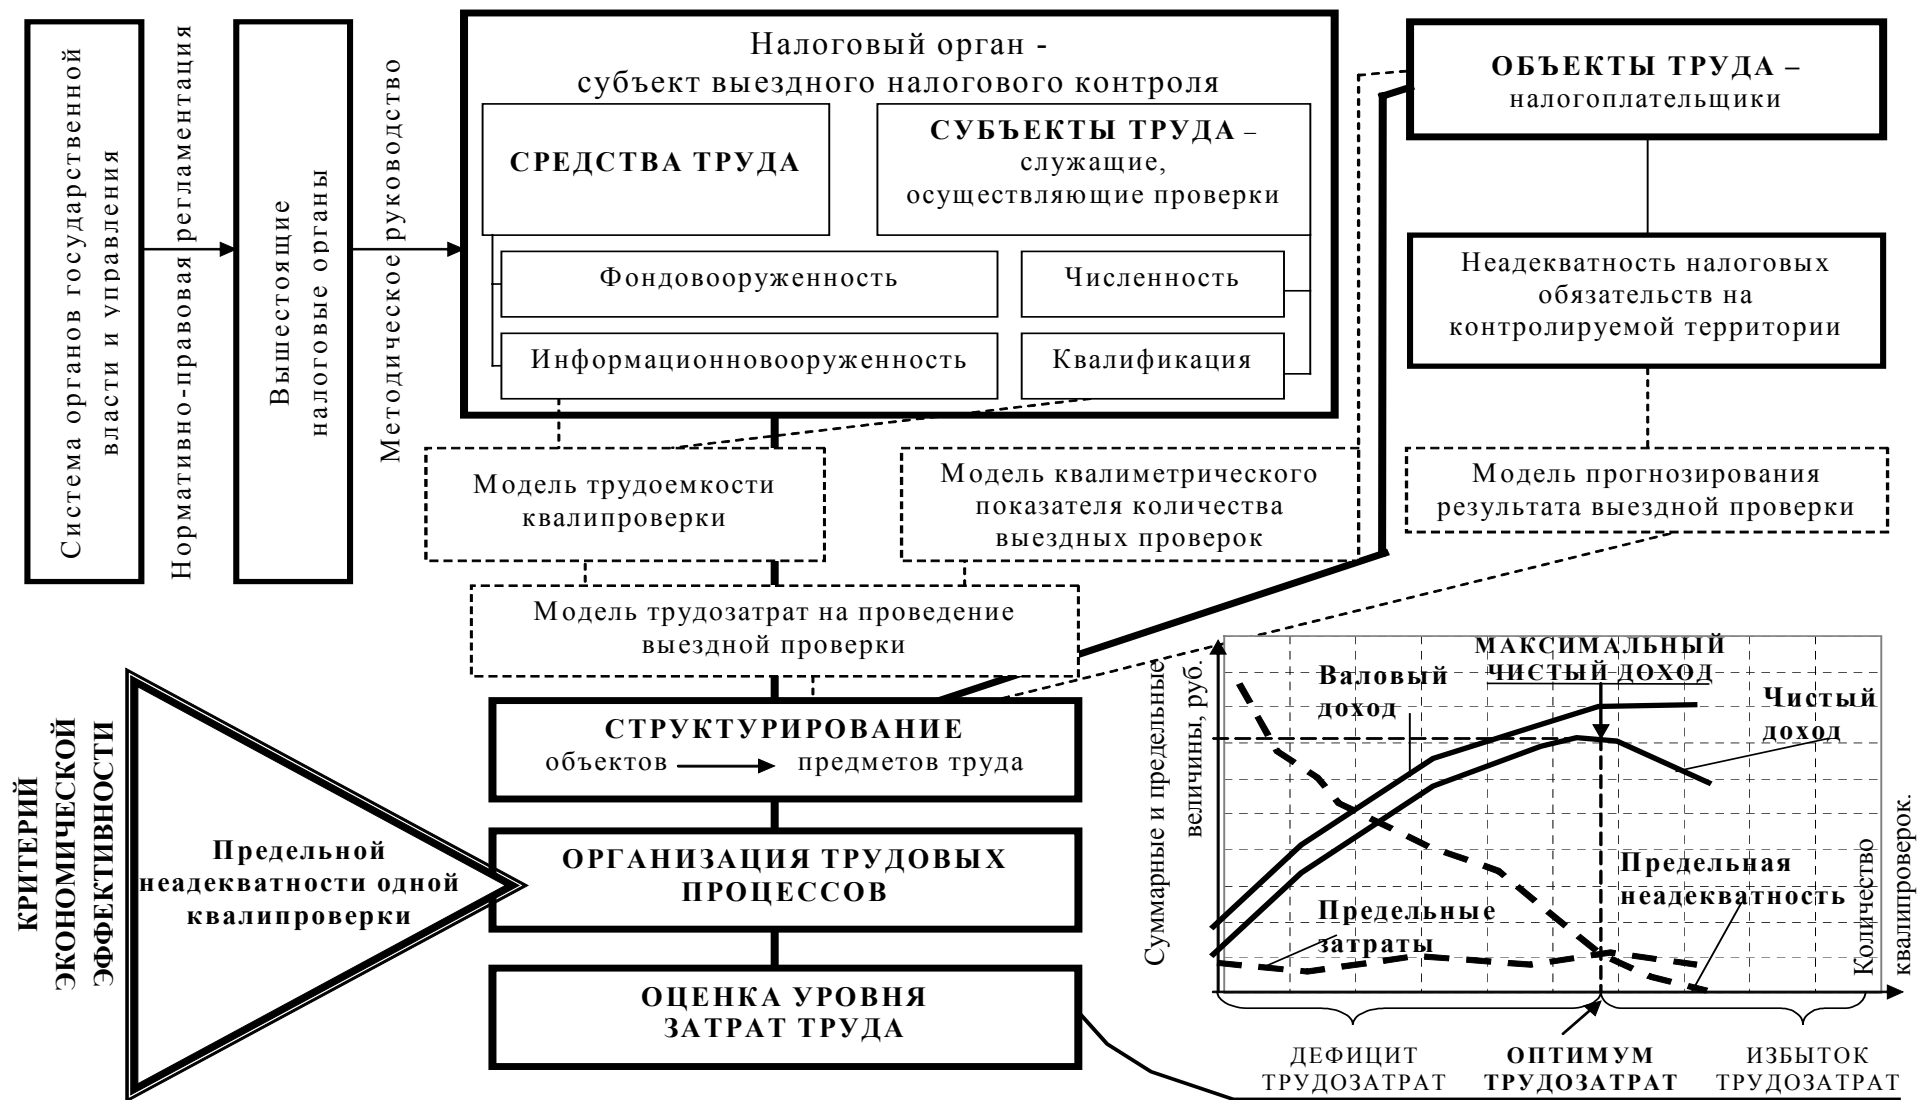 Система органов государственной
власти и управления
Нормативно-правовая регламентация
Вышестоящие
налоговые органы
Методическое руководство
Налоговый орган -
субъект выездного налогового контроля
СРЕДСТВА ТРУДА
СУБЪЕКТЫ ТРУДА –
служащие,
осуществляющие проверки
Фондовооруженность
Численность
Информационновооруженность
Квалификация
ОБЪЕКТЫ ТРУДА –
налогоплательщики
Неадекватность налоговых
обязательств на
контролируемой территории
Модель трудоемкости
квалипроверки
Модель квалиметрического
показателя количества
выездных проверок
Модель прогнозирования
результата выездной проверки
Модель трудозатрат на проведение
выездной проверки
КРИТЕРИЙ
ЭКОНОМИЧЕСКОЙ
ЭФФЕКТИВНОСТИ
Предельной
неадекватности одной
квалипроверки
СТРУКТУРИРОВАНИЕ
объектов предметов труда
ОРГАНИЗАЦИЯ ТРУДОВЫХ
ПРОЦЕССОВ
ОЦЕНКА УРОВНЯ
ЗАТРАТ ТРУДА
Суммарные и предельные
величины, руб.
МАКСИМАЛЬНЫЙ
ЧИСТЫЙ ДОХОД
Валовый
доход
Чистый
доход
Предельная
неадекватность
Предельные
затраты
Количество
квалипроверок.
ДЕФИЦИТ
ТРУДОЗАТРАТ
ОПТИМУМ
ТРУДОЗАТРАТ
ИЗБЫТОК
ТРУДОЗАТРАТ